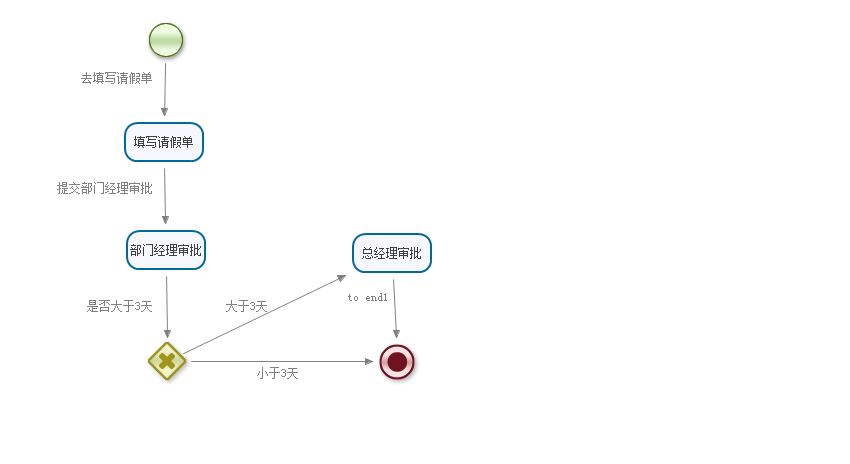 去填写请假单
填写请假单
提交部门经理审批
部门经理审批
总经理审批
是否大于3天
大于3天
to end1
小于3天